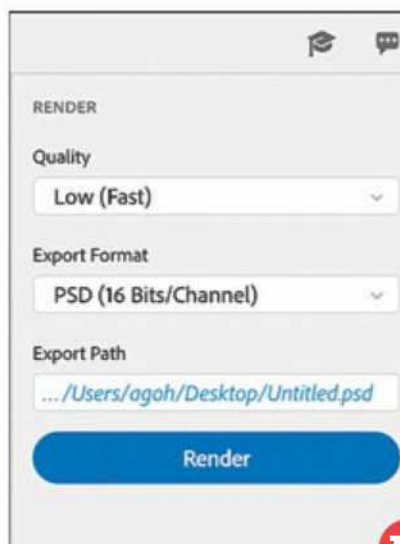 RENDER
Quality
Low (Fast)
Export Format
PSD (16 Bits/Channel)
Export Path
.../Users/agoh/Desktop/Untitled.psd
Render